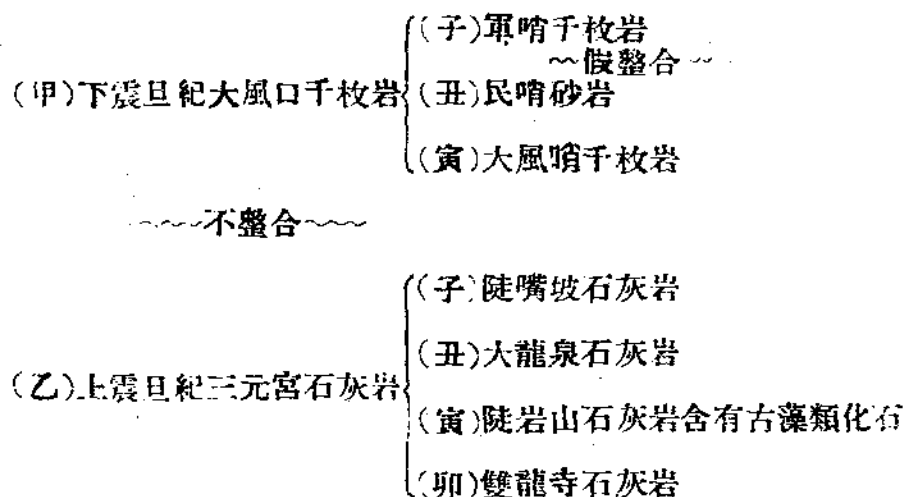 (子)軍哨千枚岩
~~假整合~~
(甲)下震旦紀大風口千枚岩
(丑)民哨砂岩
(寅)大風哨千枚岩
~~~~不整合~~~~
(子)陡嘴坡石灰岩
(丑)大龍泉石灰岩
(乙)上震旦紀三元宮石灰岩
(寅)陡岩山石灰岩含有古藻類化石
(卯)雙龍寺石灰岩